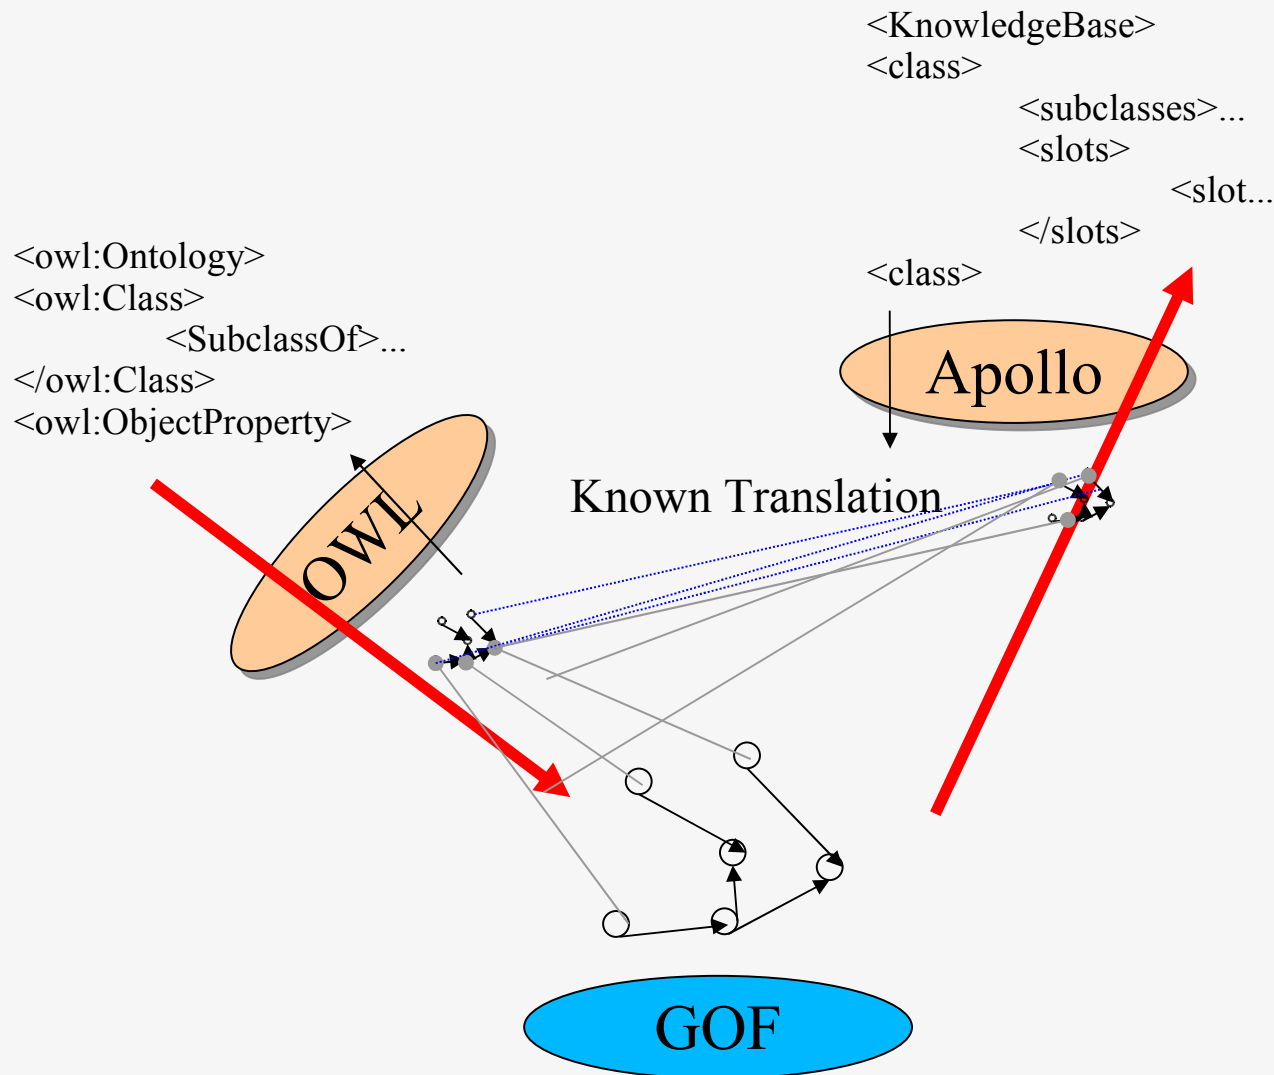 <KnowledgeBase>
<class>
<subclasses>...
<slots>
<slot...
</slots>
<class>
<owl:Ontology>
<owl:Class>
<SubclassOf>...
</owl:Class>
<owl:ObjectProperty>
Apollo
OWL
Known Translation
GOF